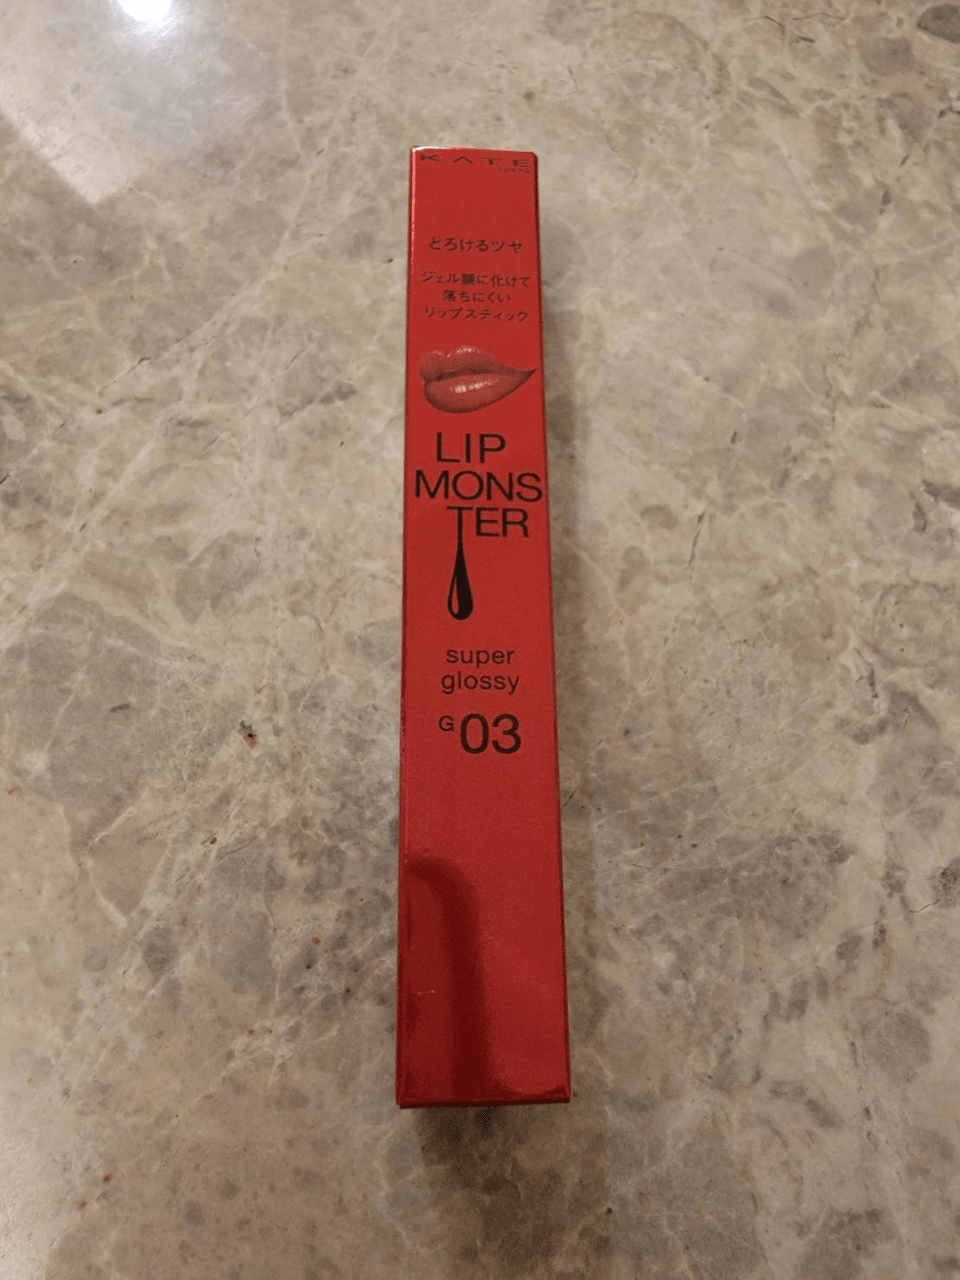 KATE
TOKYO
とろけるツヤ
ジェル膜に化けて
落ちにくい
リップスティック
LIP
MONS
TER
super
glossy
G03